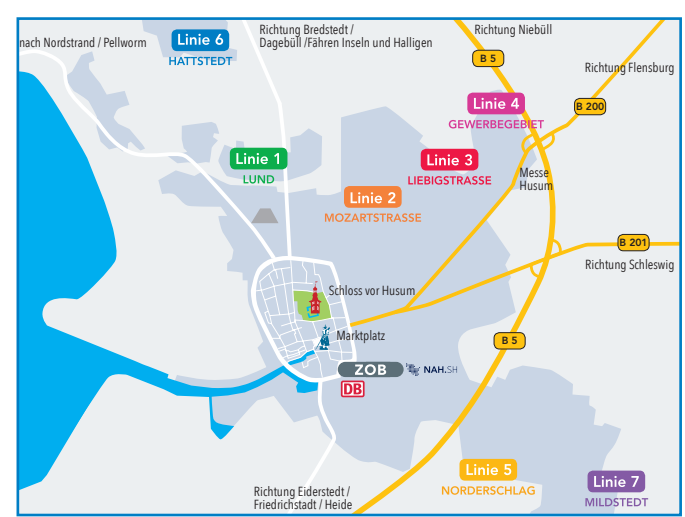 Richtung Bredstedt /
Dagebüll /Fähren Inseln und Halligen
Richtung Niebüll
nach Nordstrand / Pellworm
Linie 6
HATTSTEDT
B 5
Richtung Flensburg
Linie 4
GEWERBEGEBIET
B 200
Linie 1
LUND
Linie 3
LIEBIGSTRASSE
Messe
Husum
Linie 2
MOZARTSTRASSE
B 201
Richtung Schleswig
Schloss vor Husum
Marktplatz
B 5
ZOB
NAH.SH
DB
Linie 5
NORDERSCHLAG
Linie 7
MILDSTEDT
Richtung Eiderstedt /
Friedrichstadt / Heide